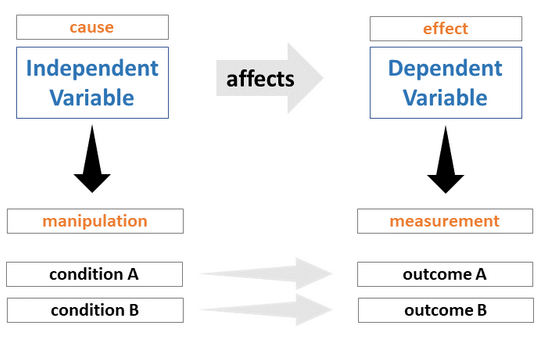 cause
effect
Independent
Variable
affects
Dependent
Variable
manipulation
measurement
condition A
outcome A
condition B
outcome B